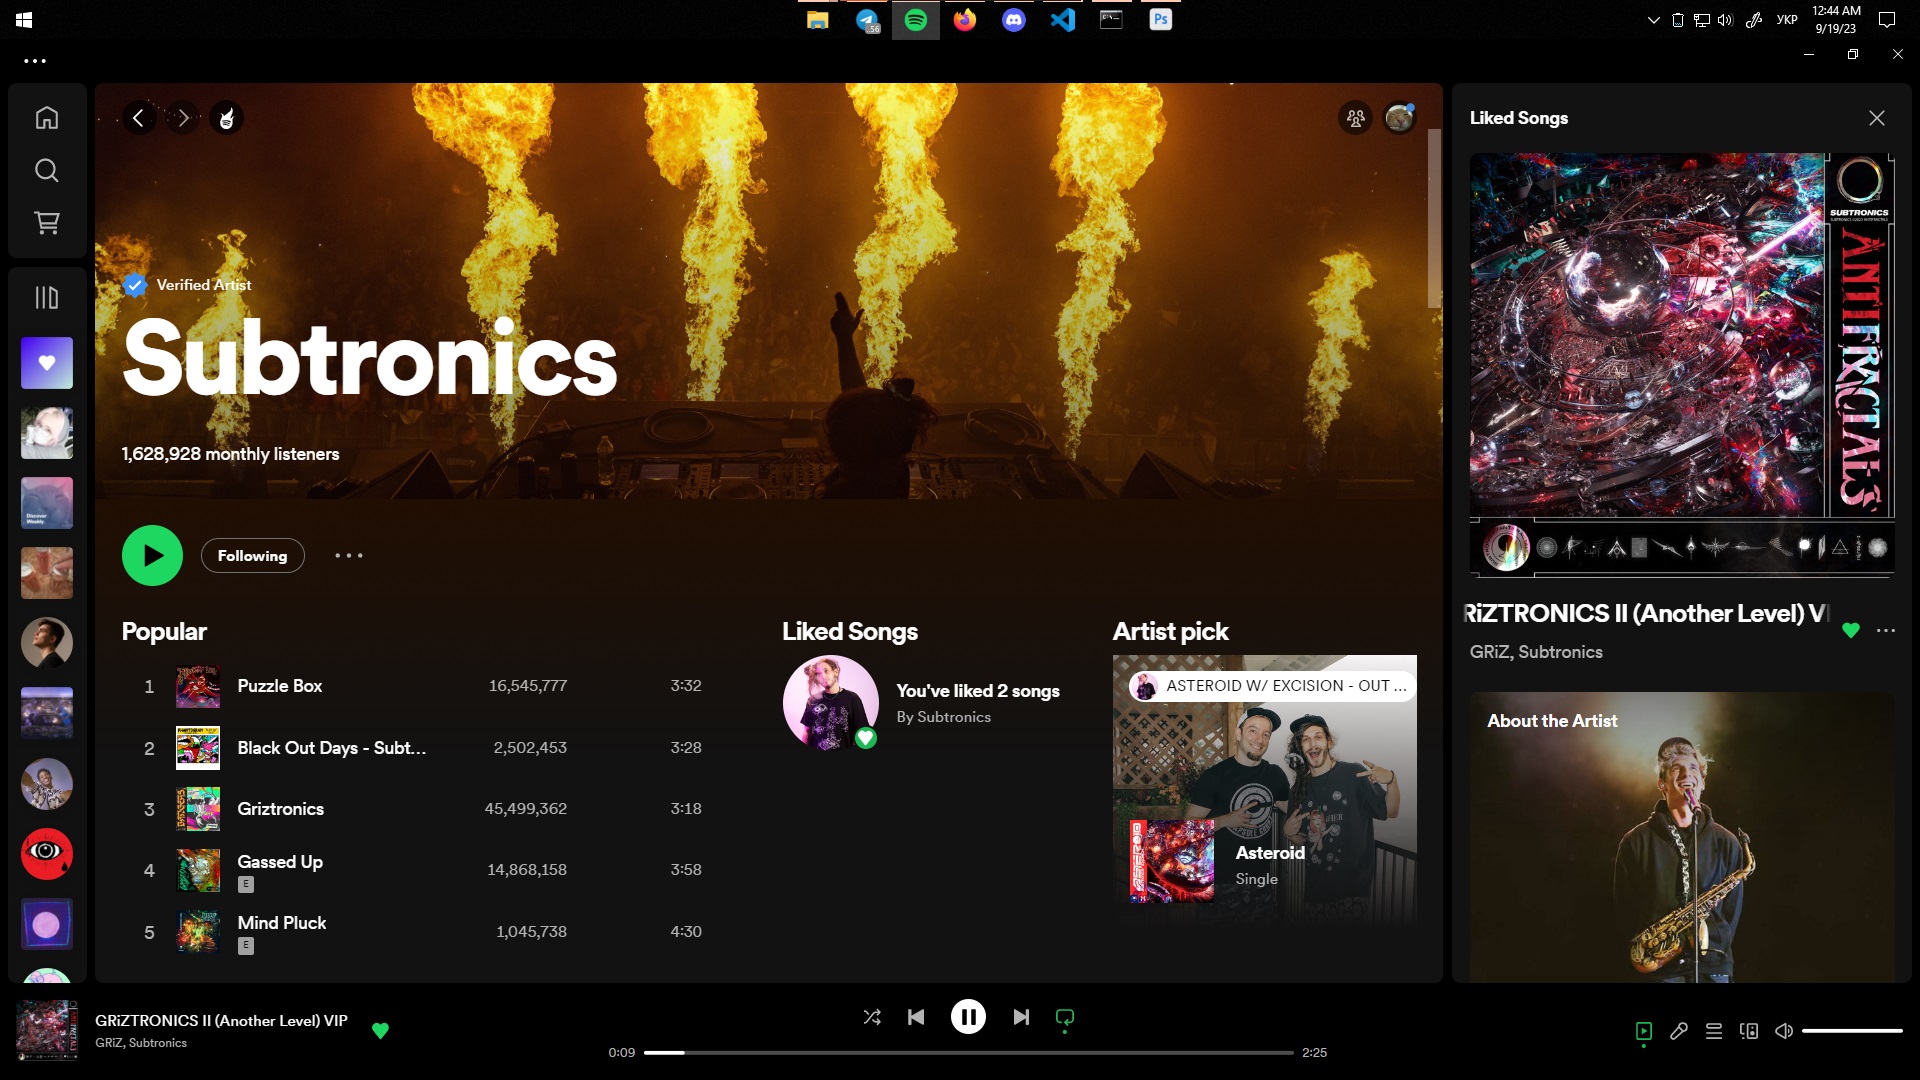 .56
Ps
УКР
12:44 AM
9/19/23
Verified Artist
Subtronics
1,628,928 monthly listeners
Following
Popular
1
Puzzle Box
16,545,777
3:32
2
Black Out Days - Subt...
2,502,453
3:28
3
Griztronics
45,499,362
3:18
4
Gassed Up
E
14,868,158
3:58
5
Mind Pluck
E
1,045,738
4:30
Liked Songs
You've liked 2 songs
By Subtronics
Artist pick
ASTEROID W/ EXCISION - OUT ...
Asteroid
Single
Discover
Weekly
Liked Songs
SUBTRONICS
ANTIFRACTALS
RiZTRONICS II (Another Level) VI
GRiZ, Subtronics
About the Artist
GRiZTRONICS II (Another Level) VIP
GRiZ, Subtronics
0:09
2:25